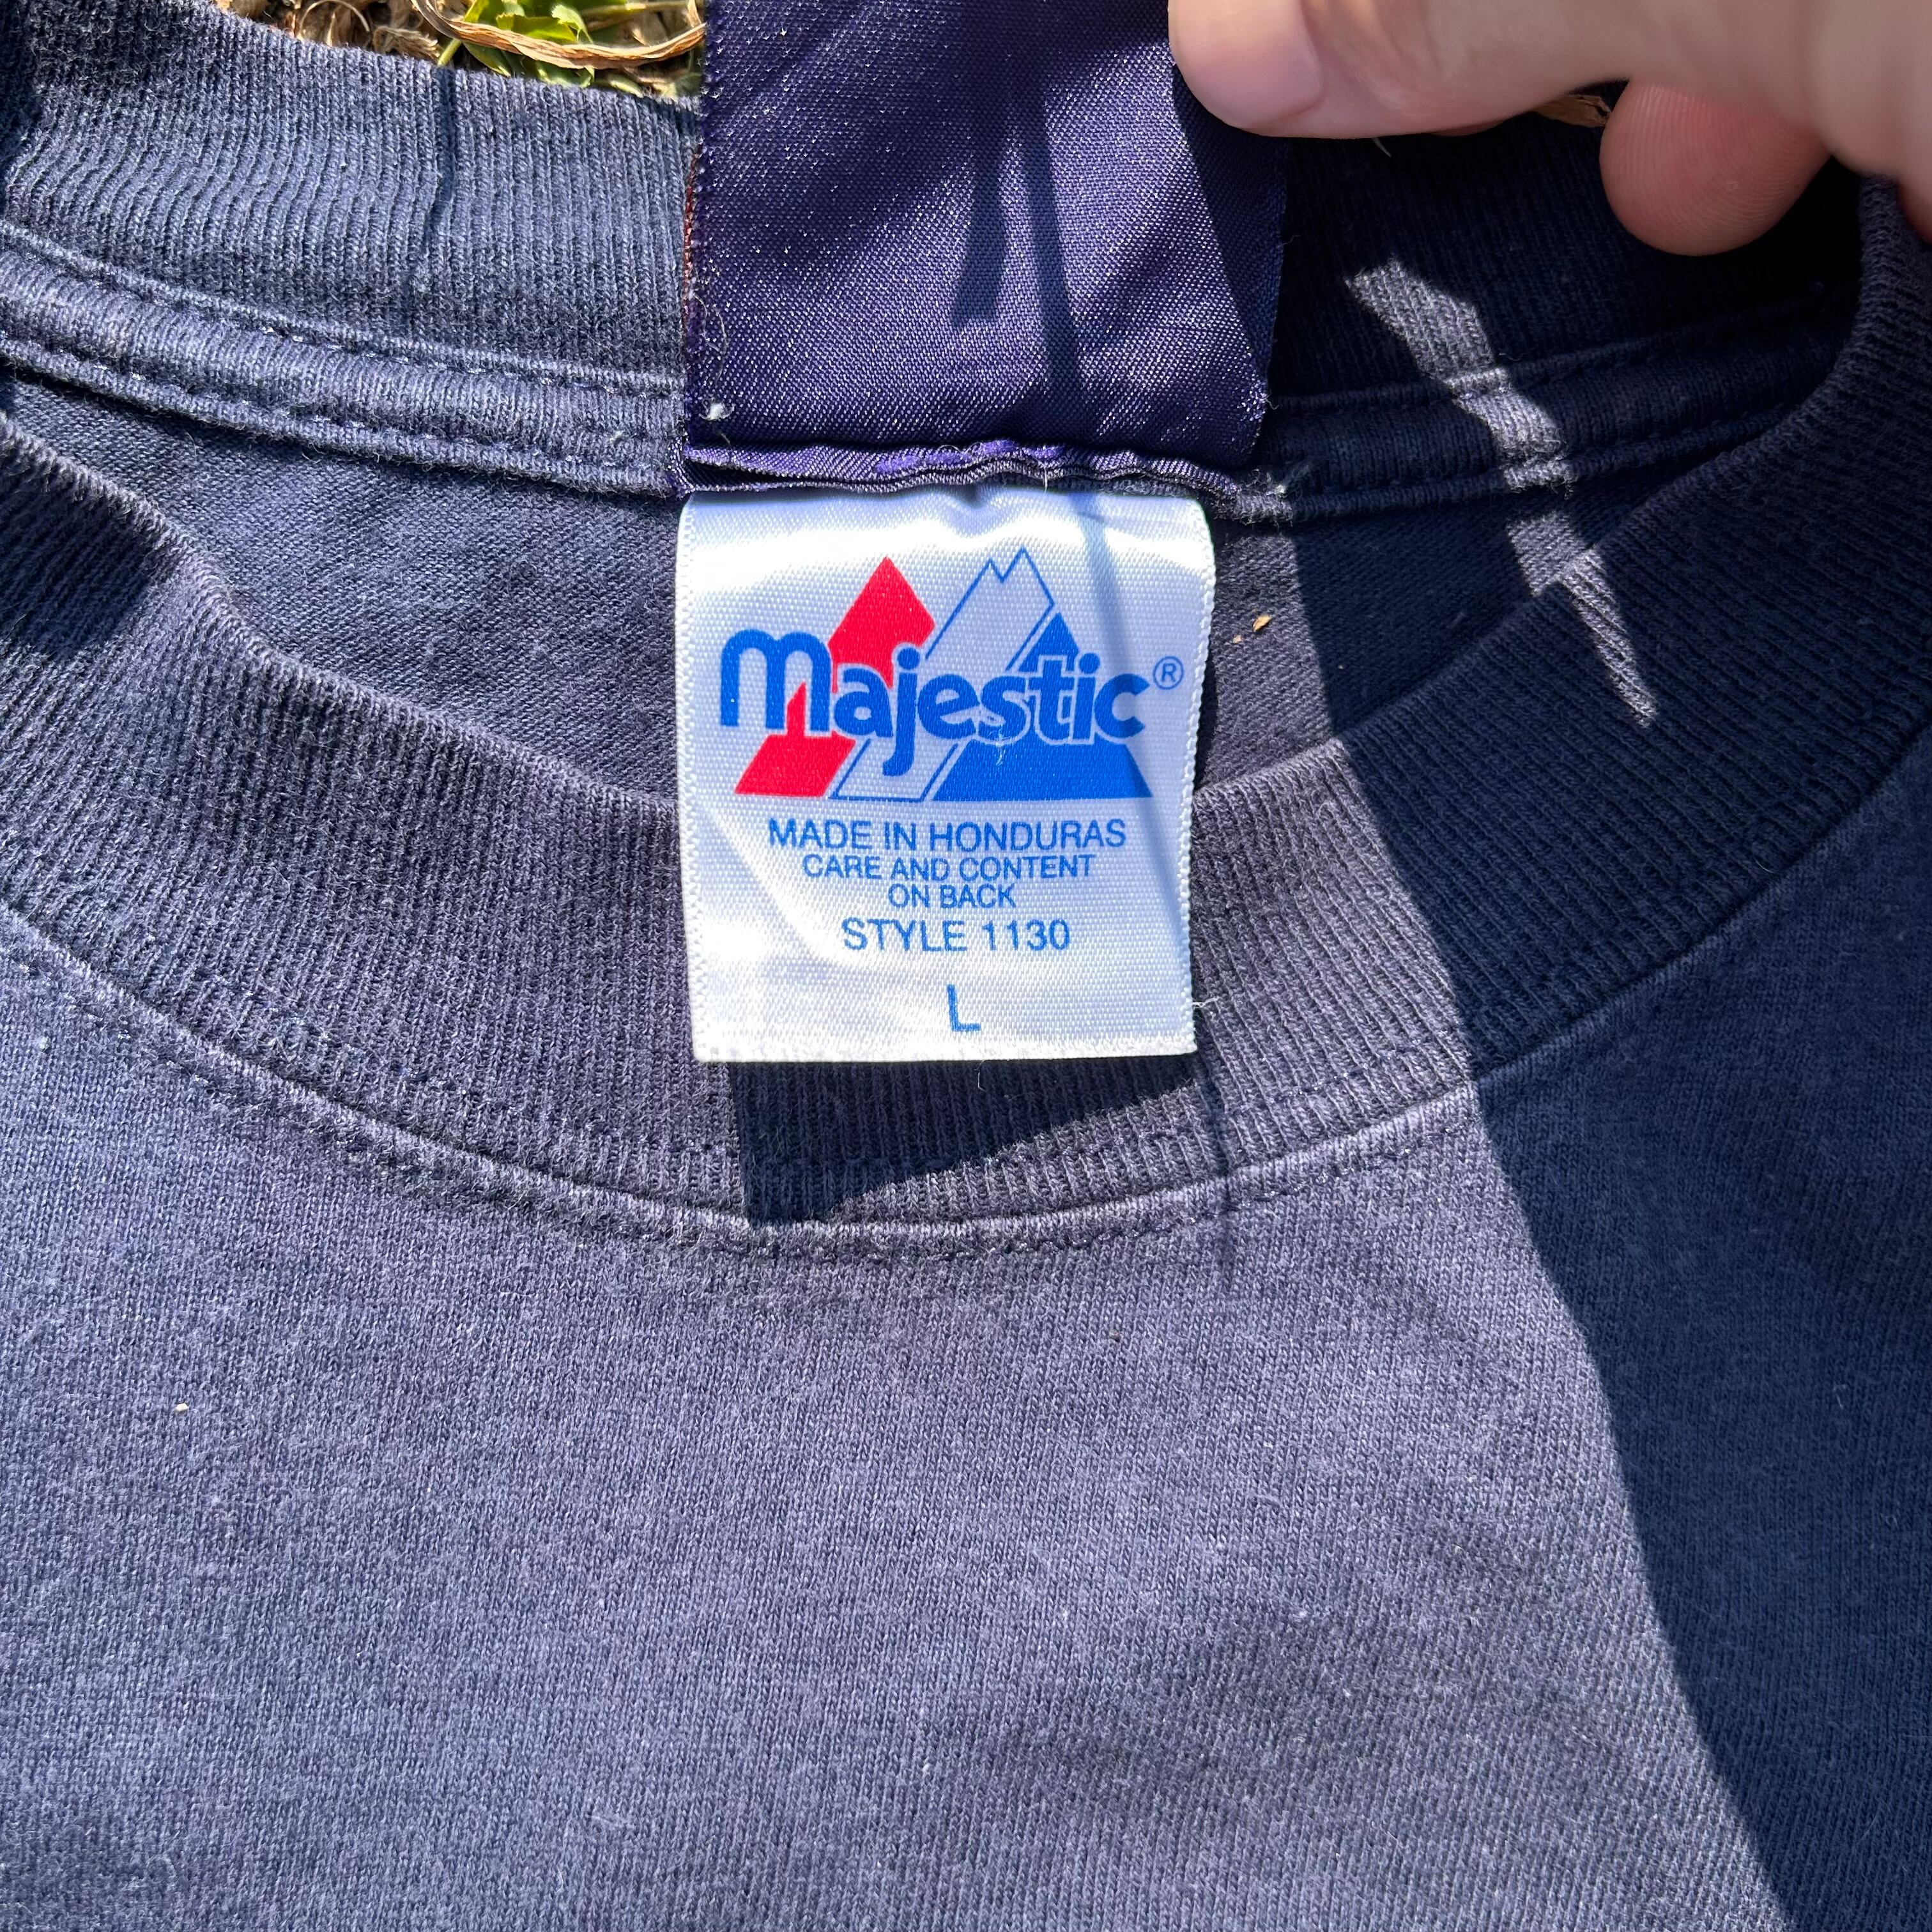 majestic®
MADE IN HONDURAS
CARE AND CONTENT
ON BACK
STYLE 1130
L